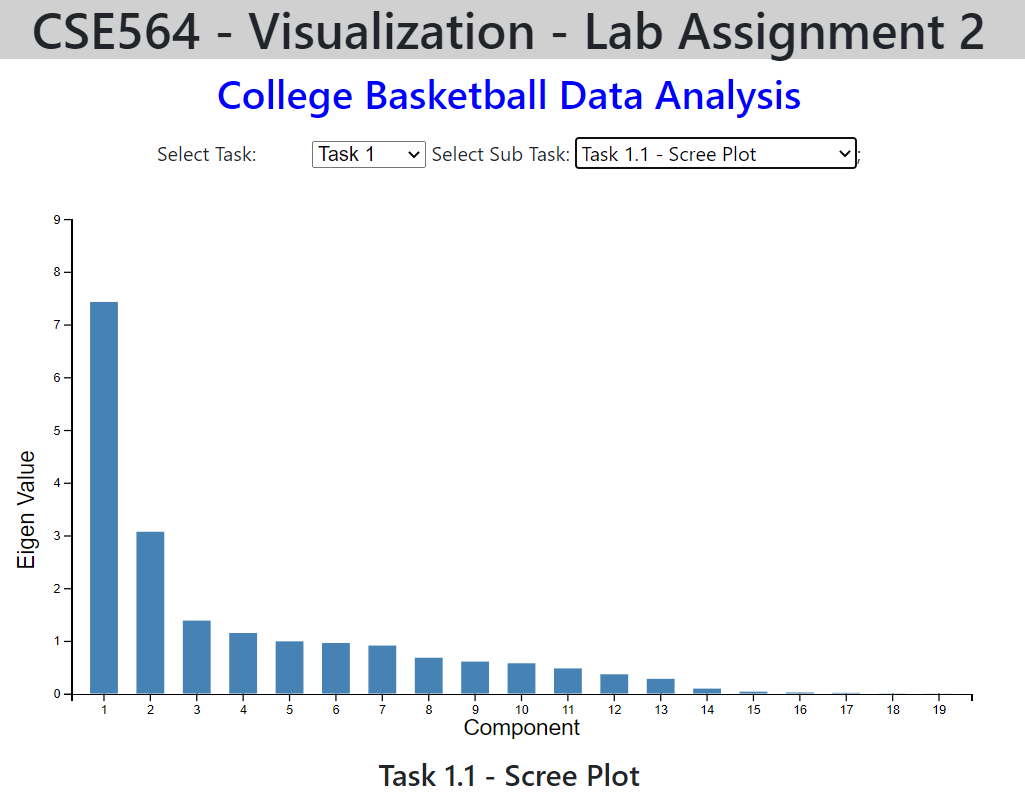 CSE564 - Visualization - Lab Assignment 2
College Basketball Data Analysis
Select Task: Task 1 Select Sub Task: Task 1.1 - Scree Plot ;
9
8
7
6
5
4
3
2
1
0
Eigen Value
1 2 3 4 5 6 7 8 9 10 11 12 13 14 15 16 17 18 19
Component
Task 1.1 - Scree Plot